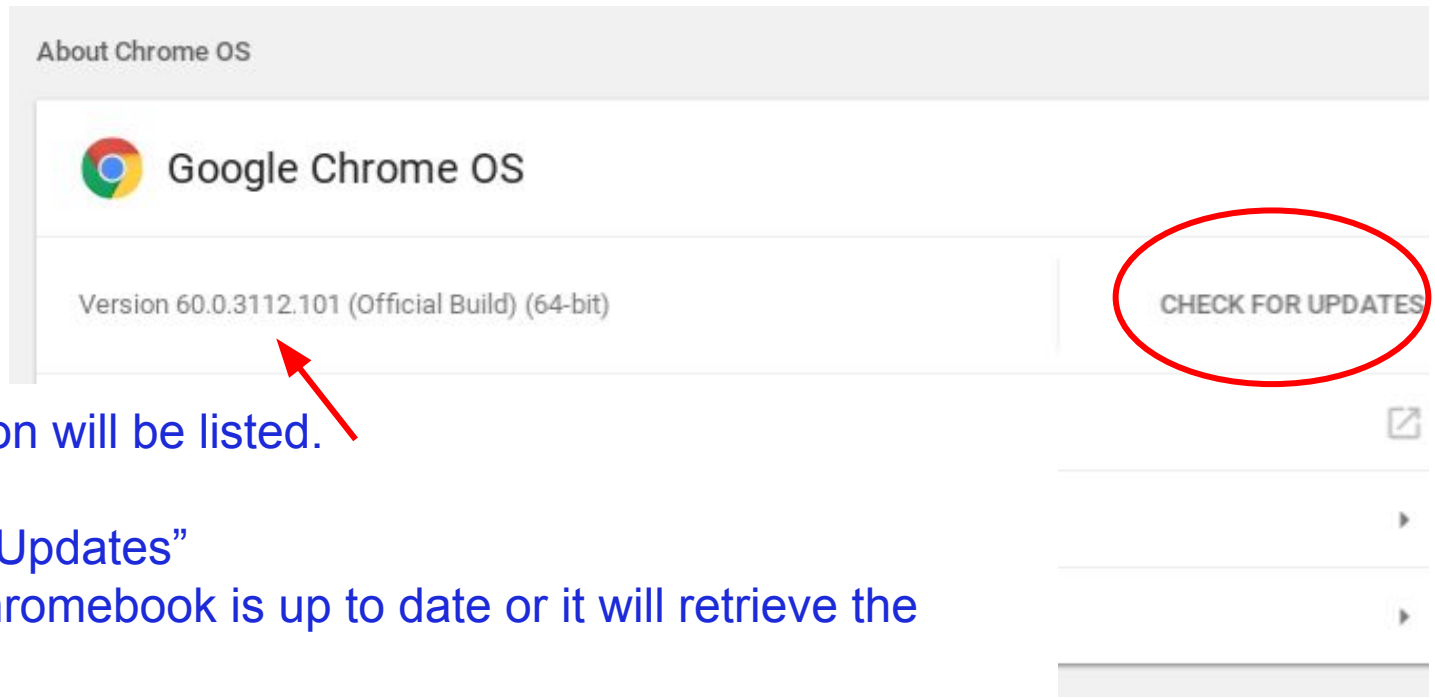 About Chrome OS
Google Chrome OS
Version 60.0.3112.101 (Official Build) (64-bit)
CHECK FOR UPDATES
on will be listed.
Updates”
hromebook is up to date or it will retrieve the